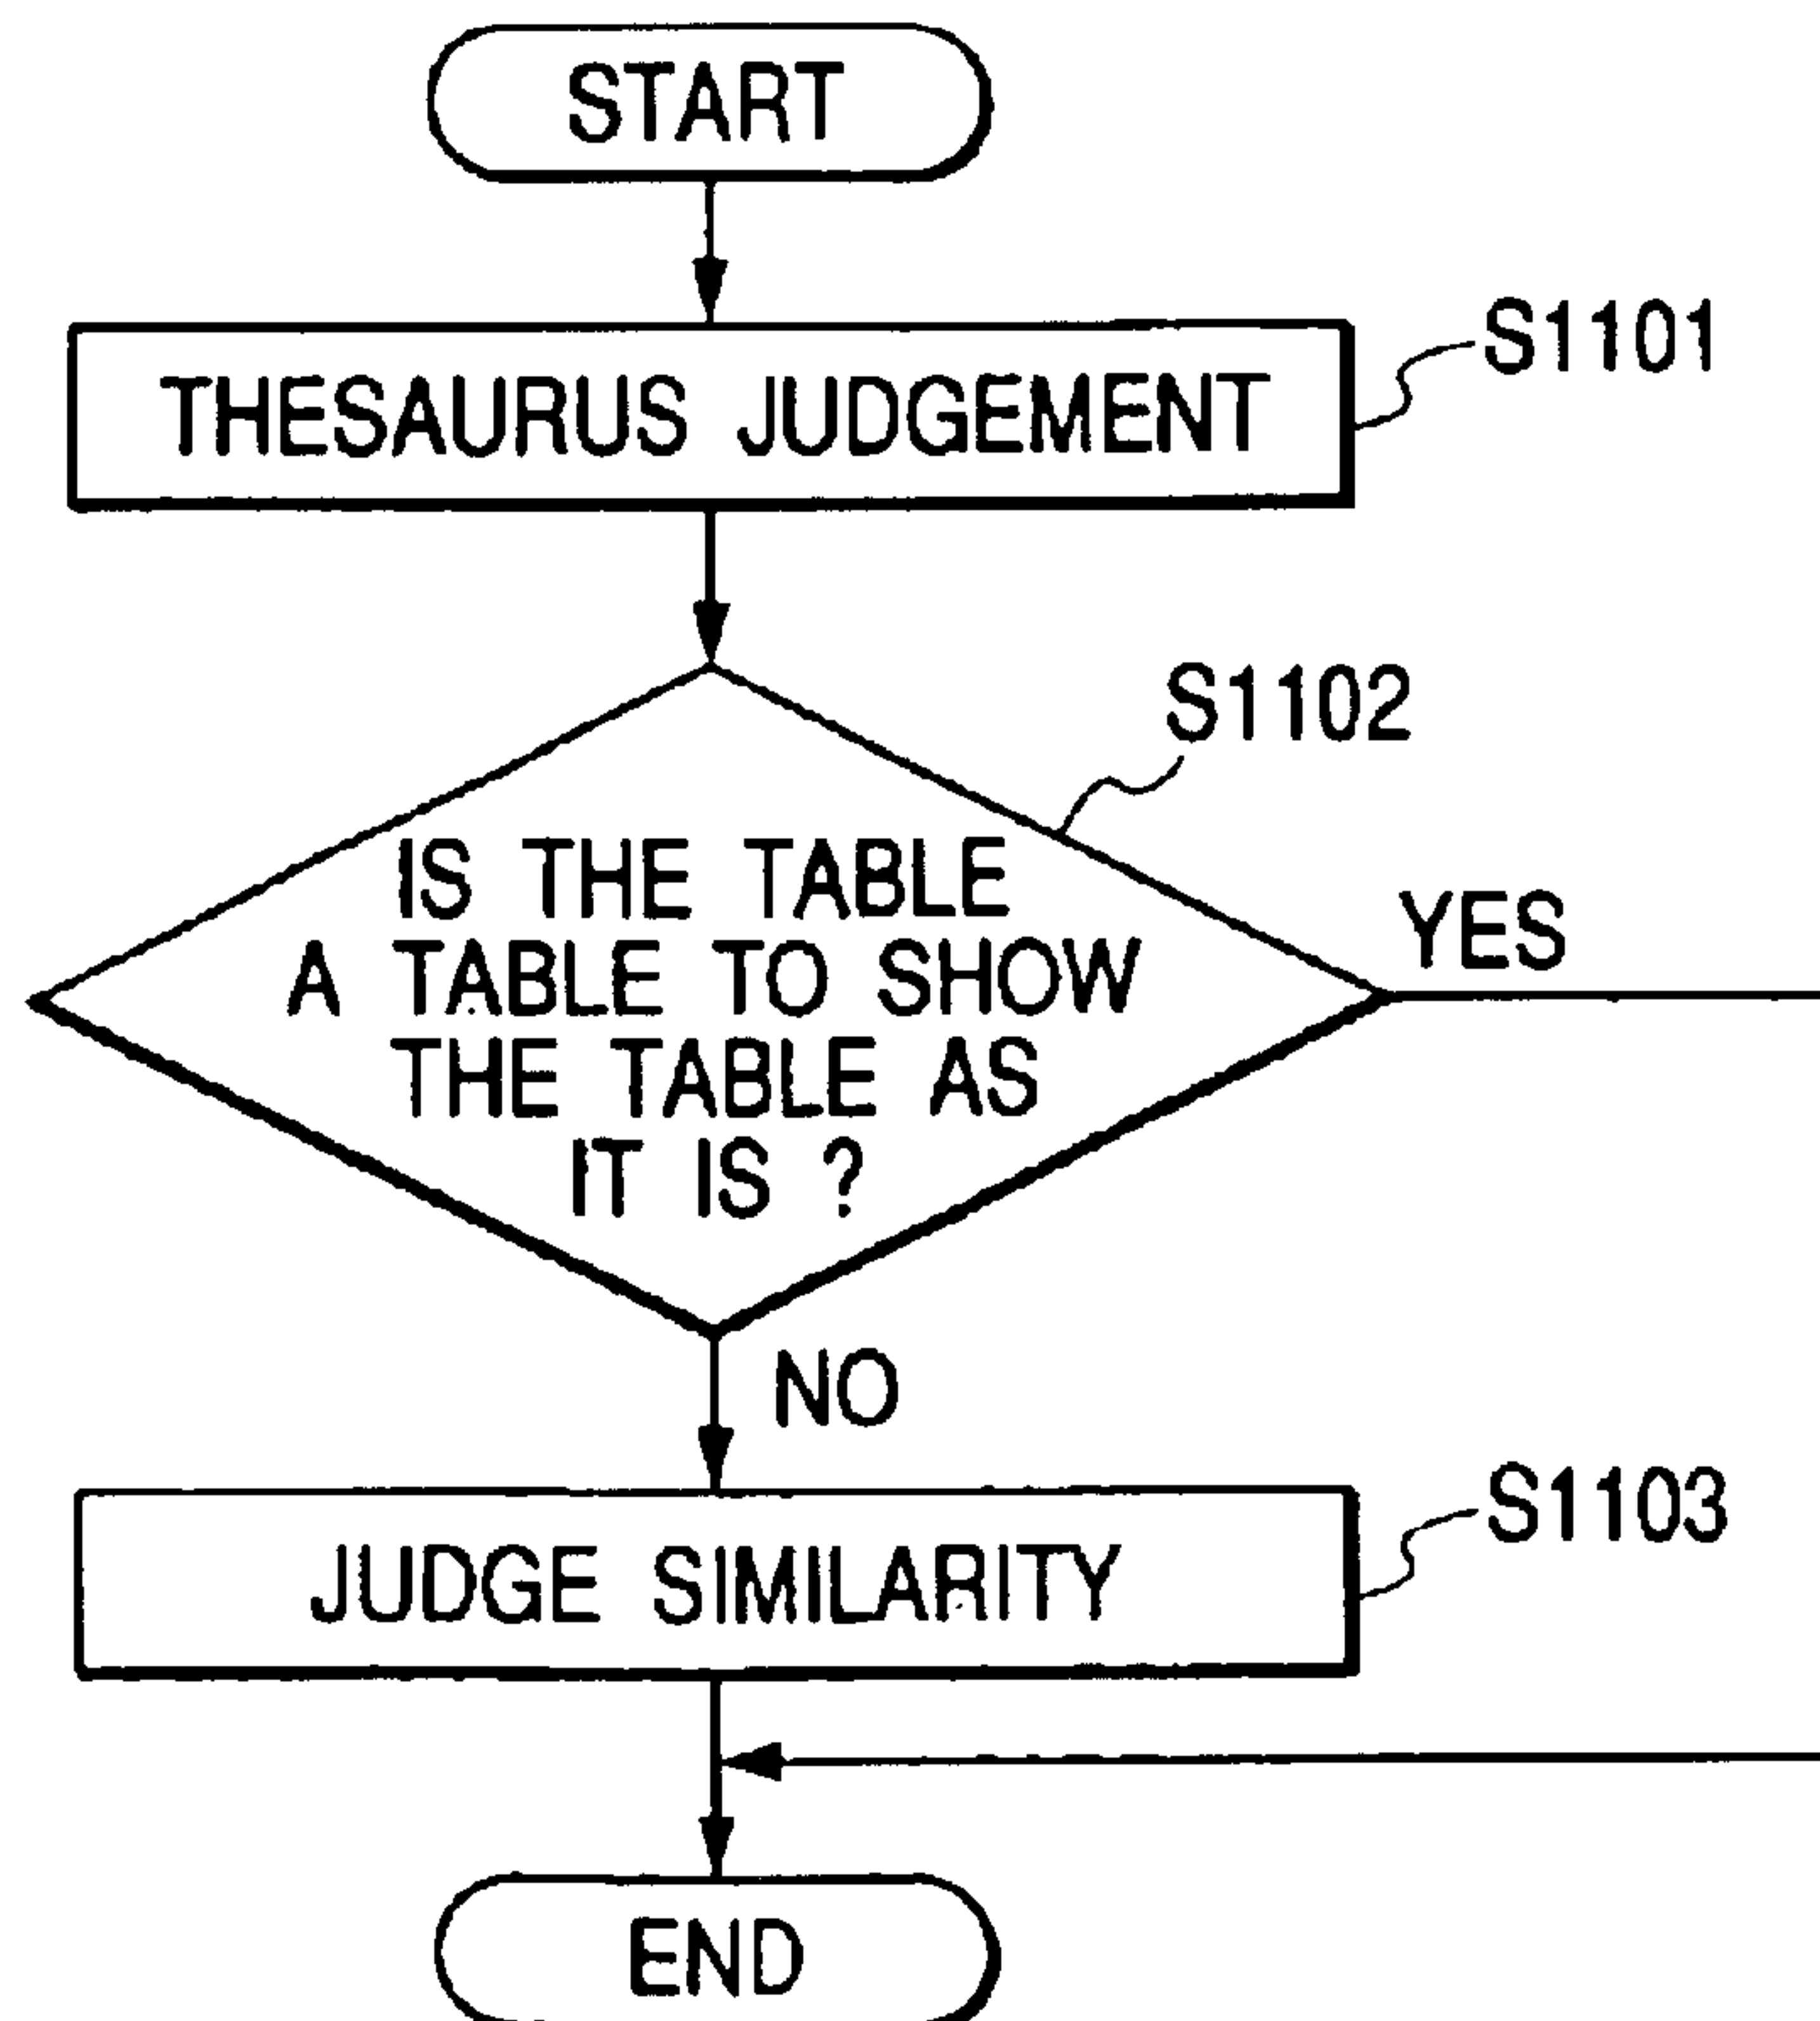 START
S1101
THESAURUS JUDGEMENT
S1102
IS THE TABLE
A TABLE TO SHOW
THE TABLE AS
IT IS ?
YES
NO
S1103
JUDGE SIMILARITY
END